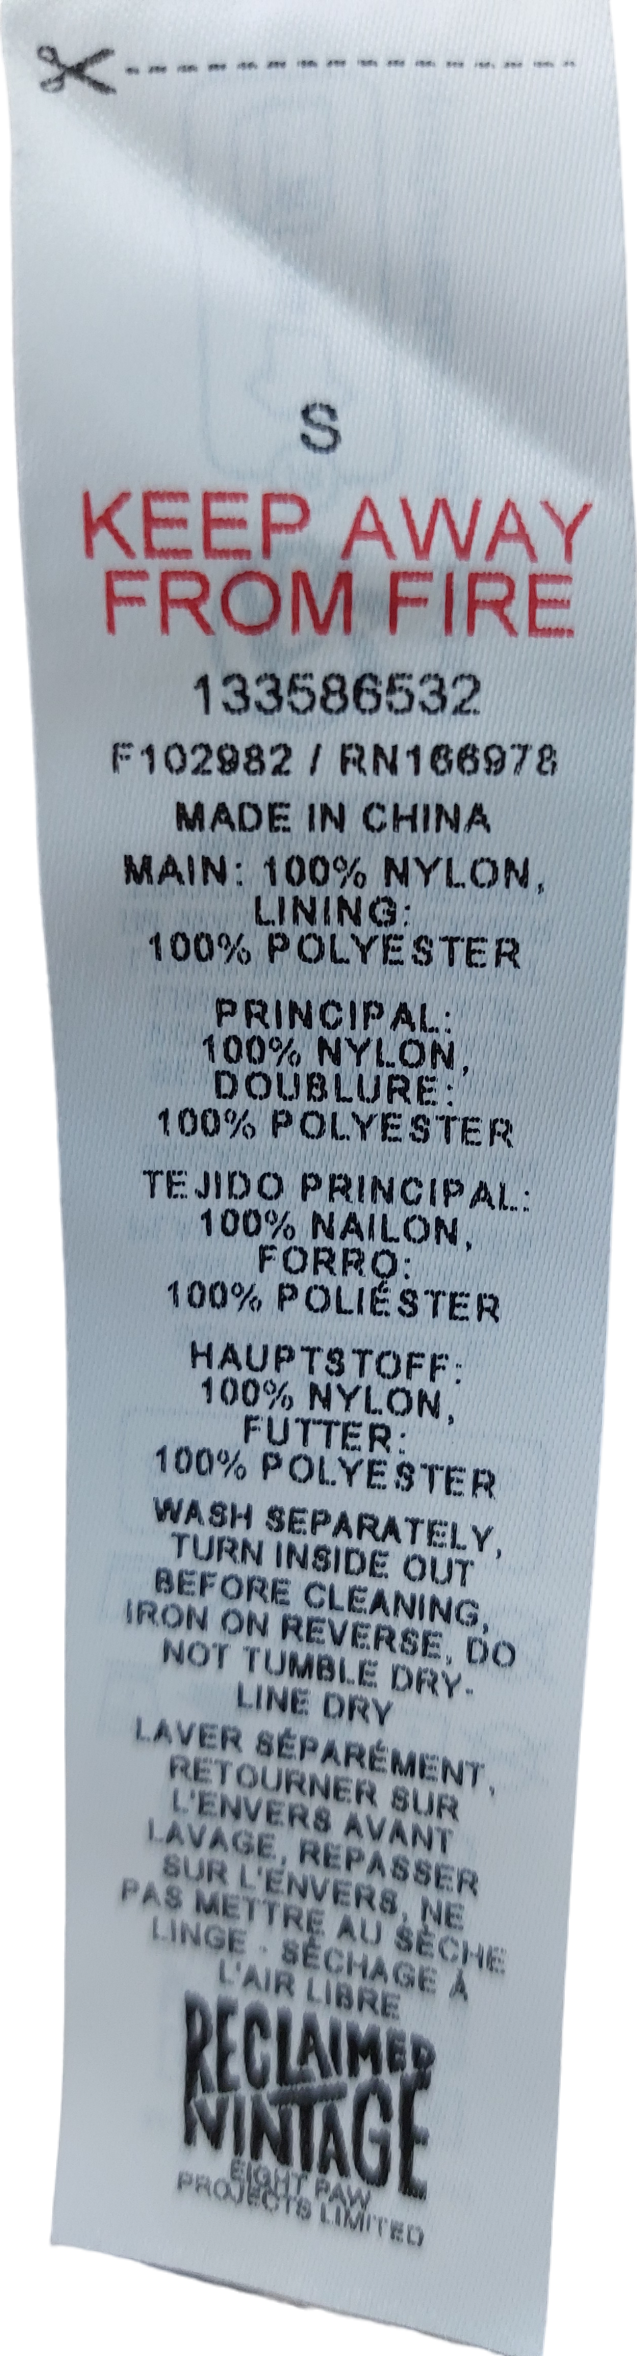 S
KEEP AWAY
FROM FIRE
133586532
F102982 / RN166978
MADE IN CHINA
MAIN: 100% NYLON,
LINING:
100% POLYESTER
PRINCIPAL:
100% NYLON,
DOUBLURE:
100% POLYESTER
TEJIDO PRINCIPAL:
100% NAILON,
FORRO:
100% POLIÉSTER
HAUPTSTOFF:
100% NYLON,
FUTTER:
100% POLYESTER
WASH SEPARATELY,
TURN INSIDE OUT
BEFORE CLEANING,
IRON ON REVERSE, DO
NOT TUMBLE DRY-
LINE DRY
LAVER SÉPARÉMENT,
RETOURNER SUR
L'ENVERS AVANT
LAVAGE, REPASSER
SUR L'ENVERS, NE
PAS METTRE AU SÈCHE
LINGE - SÉCHAGE À
L'AIR LIBRE
RECLAIMED
VINTAGE
EIGHT PAW
PROJECTS LIMITED